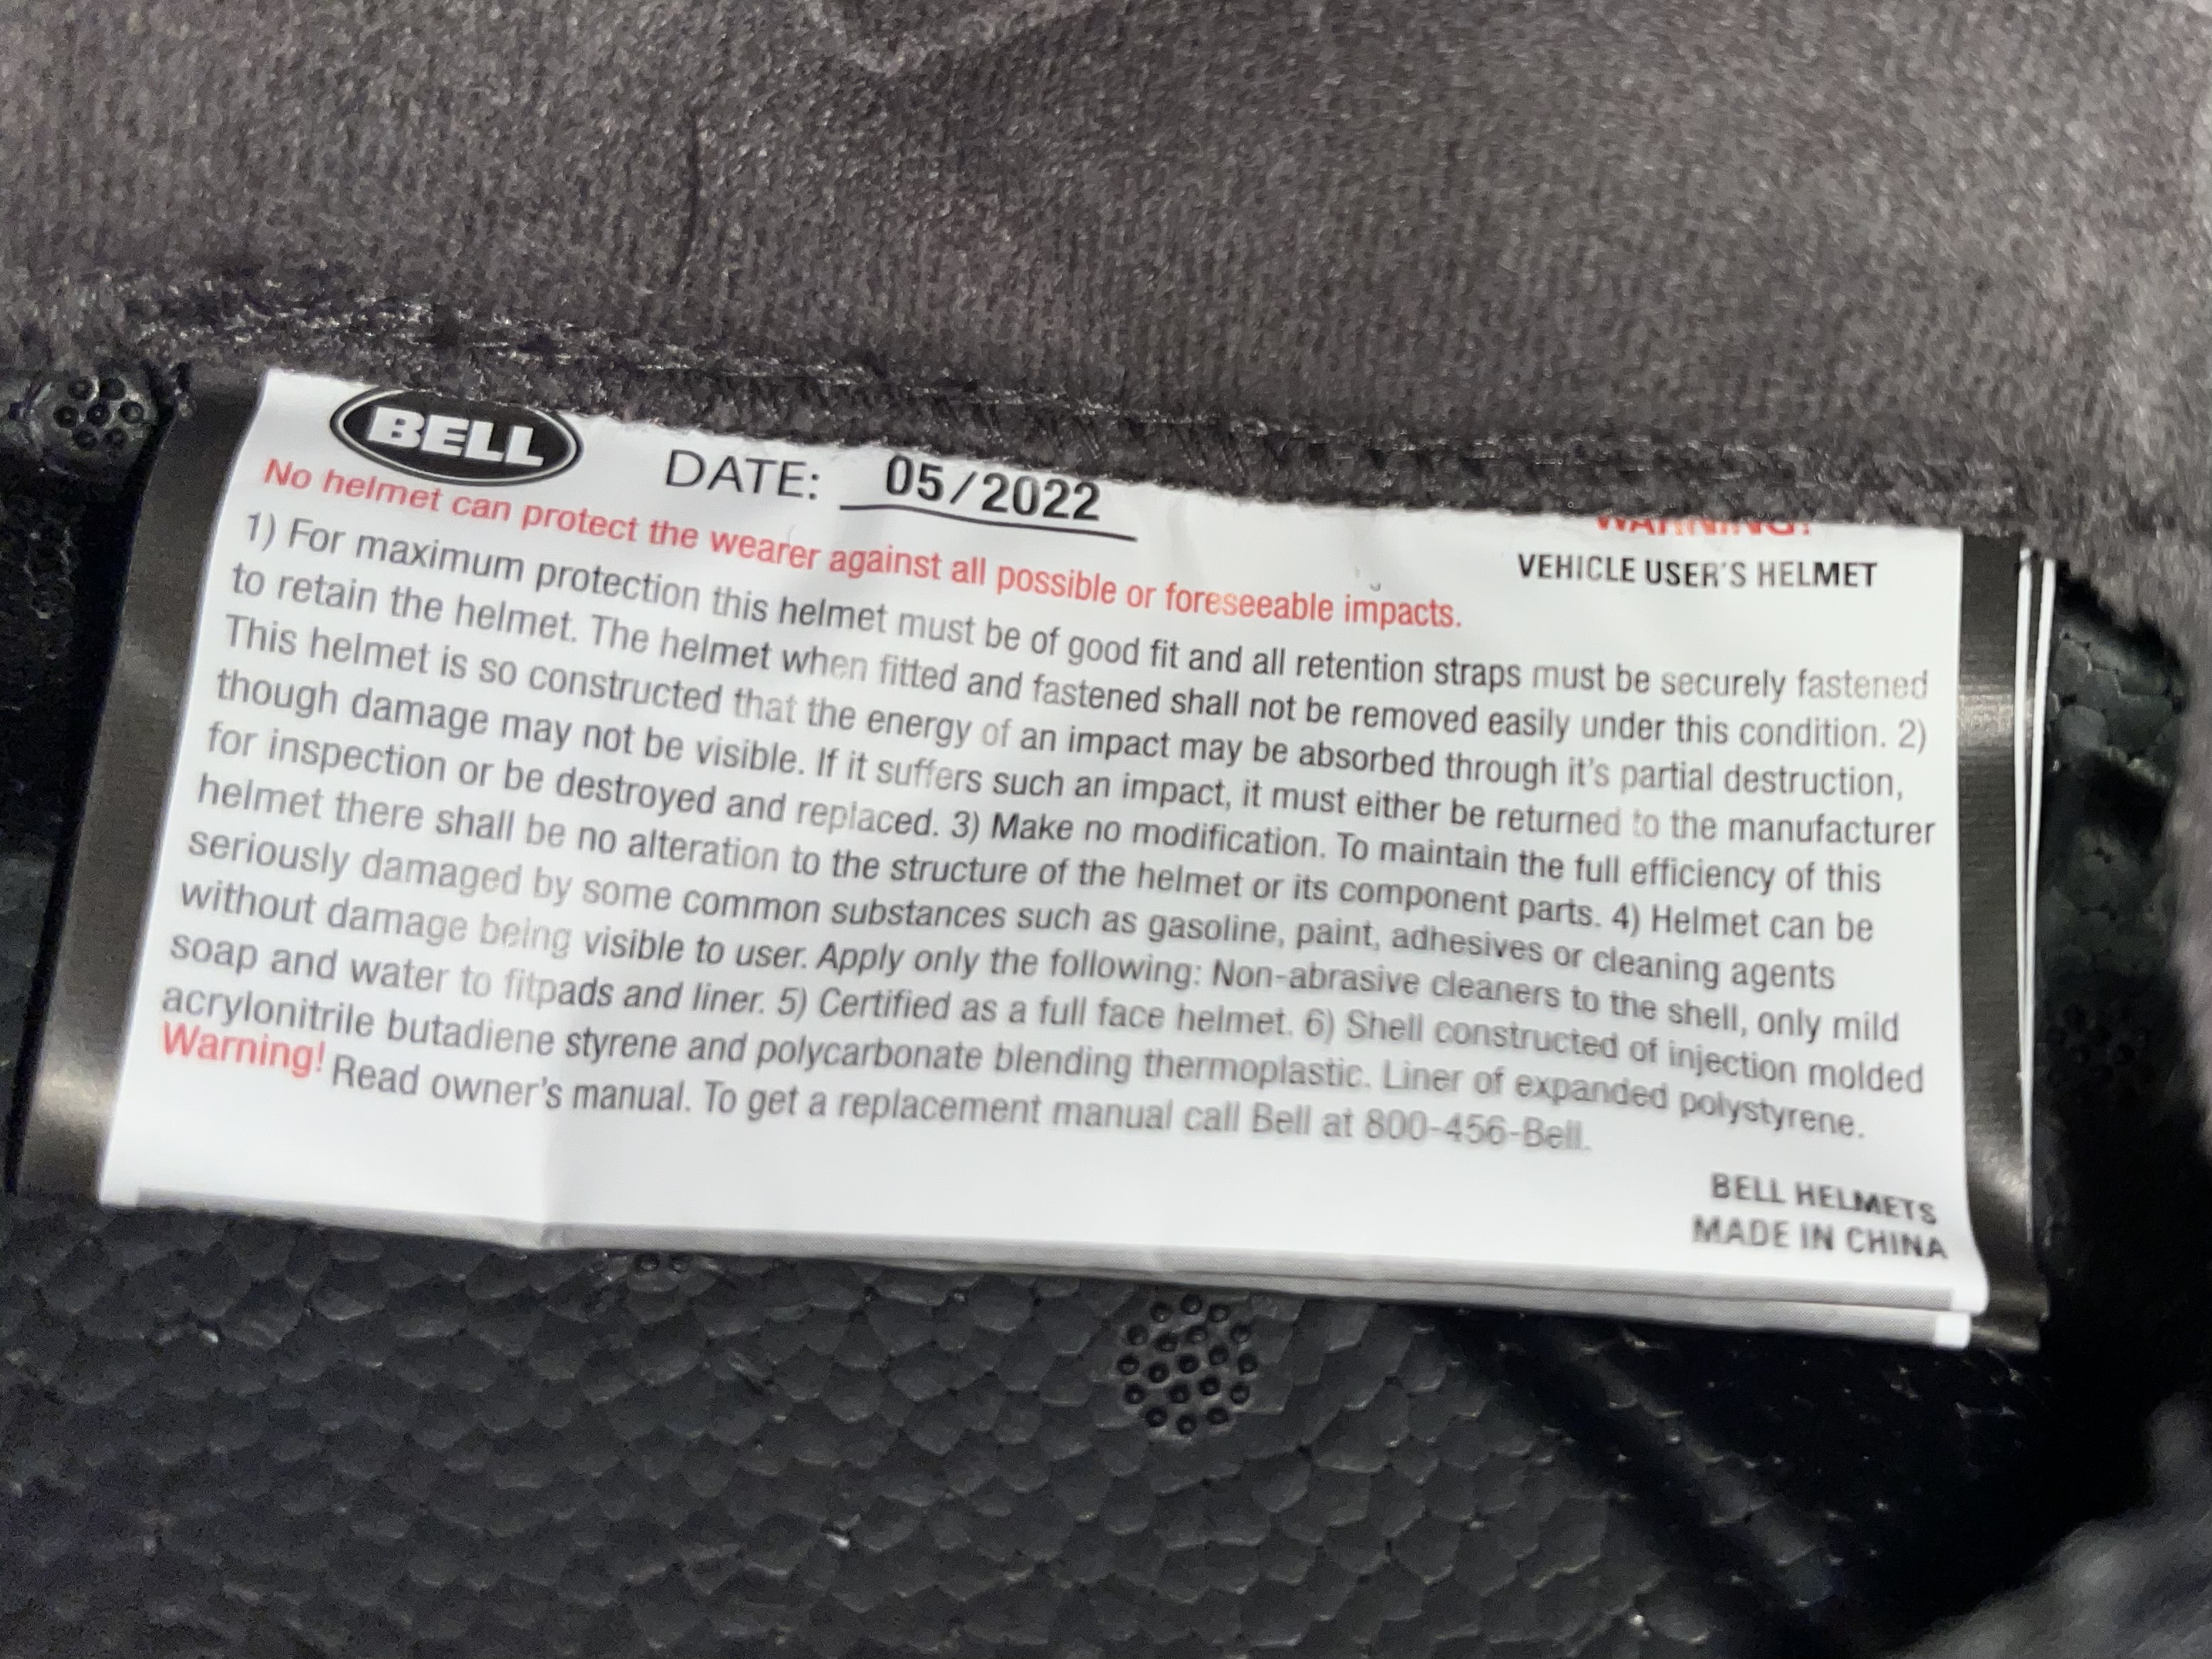 BELL
DATE: 05/2022
WARNING!
VEHICLE USER'S HELMET
No helmet can protect the wearer against all possible or foreseeable impacts.
1) For maximum protection this helmet must be of good fit and all retention straps must be securely fastened
to retain the helmet. The helmet when fitted and fastened shall not be removed easily under this condition. 2)
This helmet is so constructed that the energy of an impact may be absorbed through it's partial destruction,
though damage may not be visible. If it suffers such an impact, it must either be returned to the manufacturer
for inspection or be destroyed and replaced. 3) Make no modification. To maintain the full efficiency of this
helmet there shall be no alteration to the structure of the helmet or its component parts. 4) Helmet can be
seriously damaged by some common substances such as gasoline, paint, adhesives or cleaning agents
without damage being visible to user. Apply only the following: Non-abrasive cleaners to the shell, only mild
soap and water to fitpads and liner. 5) Certified as a full face helmet. 6) Shell constructed of injection molded
acrylonitrile butadiene styrene and polycarbonate blending thermoplastic. Liner of expanded polystyrene.
Warning! Read owner's manual. To get a replacement manual call Bell at 800-456-Bell.
BELL HELMETS
MADE IN CHINA